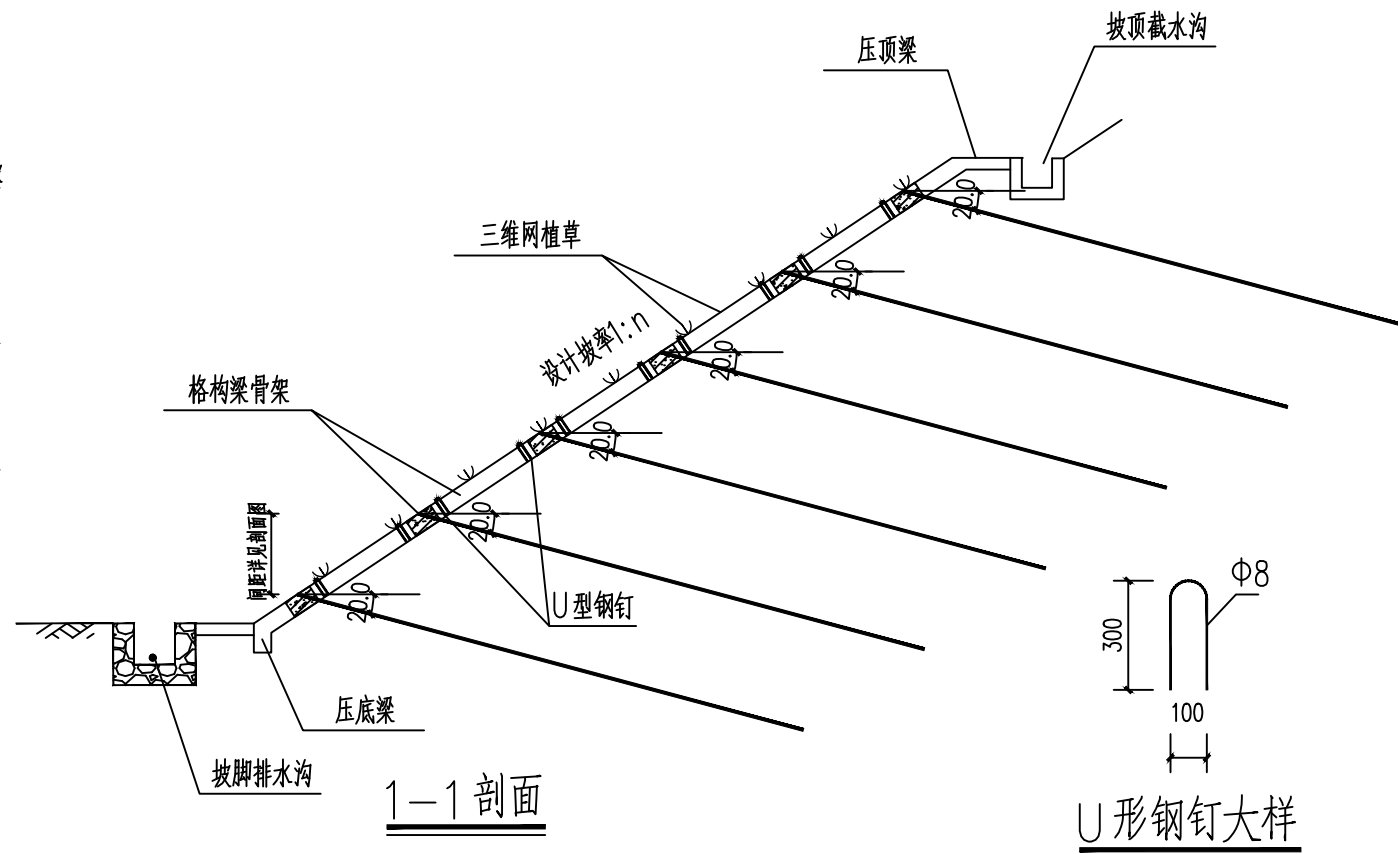 坡顶截水沟
压顶梁
20.0
三维网植草
20.0
设计坡率1:n
20.0
格构梁骨架
20.0
间距详见剖面图
20.0
20.0
U型钢钉
Φ8
300
压底梁
100
坡脚排水沟
1-1剖面
U形钢钉大样